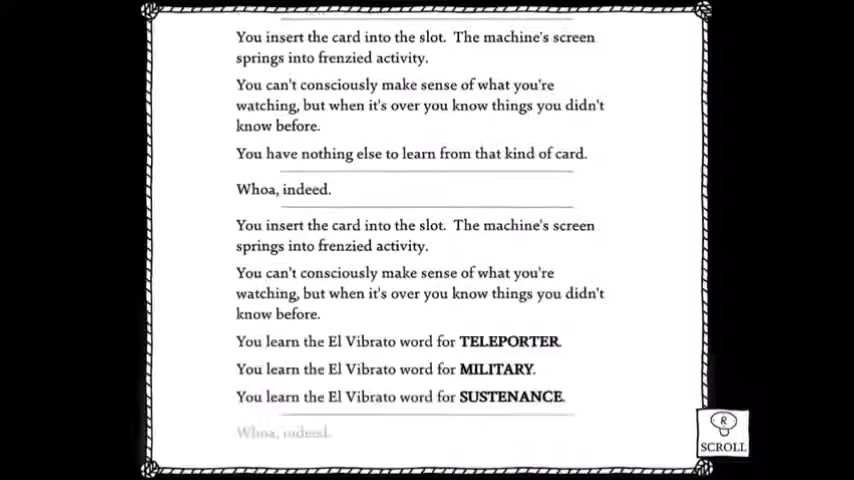 You insert the card into the slot. The machine's screen
springs into frenzied activity.
You can't consciously make sense of what you're
watching, but when it's over you know things you didn't
know before.
You have nothing else to learn from that kind of card.
Whoa, indeed.
You insert the card into the slot. The machine's screen
springs into frenzied activity.
You can't consciously make sense of what you're
watching, but when it's over you know things you didn't
know before.
You learn the El Vibrato word for TELEPORTER.
You learn the El Vibrato word for MILITARY.
You learn the El Vibrato word for SUSTENANCE.
Whoa, indeed.
R
SCROLL